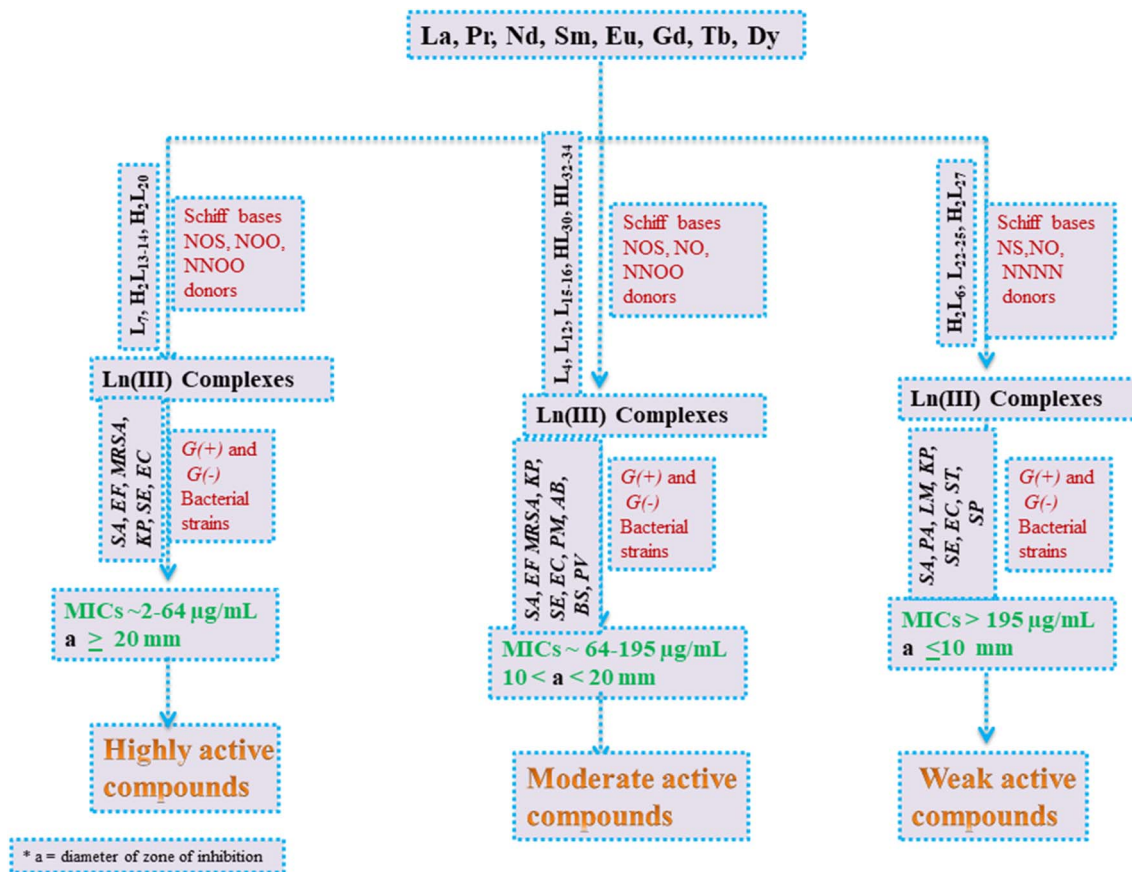 La, Pr, Nd, Sm, Eu, Gd, Tb, Dy
L₇, H₂L₁₃₋₁₄, H₂L₂₀
Schiff bases
NOS, NOO,
NNOO
donors
Ln(III) Complexes
SA, EF, MRSA,
KP, SE, EC
G(+) and
G(-)
Bacterial
strains
MICs ~2-64 µg/mL
a ≥ 20 mm
Highly active
compounds
L₄, L₁₂, L₁₅₋₁₆, HL₃₀, HL₃₂₋₃₄
Schiff bases
NOS, NO,
NNOO
donors
Ln(III) Complexes
SA, EF MRSA, KP,
SE, EC, PM, AB,
BS, PV
G(+) and
G(-)
Bacterial
strains
MICs ~ 64-195 µg/mL
10 < a < 20 mm
Moderate active
compounds
H₂L₆, L₂₂₋₂₅, H₂L₂₇
Schiff bases
NS,NO,
NNNN
donors
Ln(III) Complexes
SA, PA, LM, KP,
SE, EC, ST,
SP
G(+) and
G(-)
Bacterial
strains
MICs > 195 µg/mL
a ≤10 mm
Weak active
compounds
* a = diameter of zone of inhibition